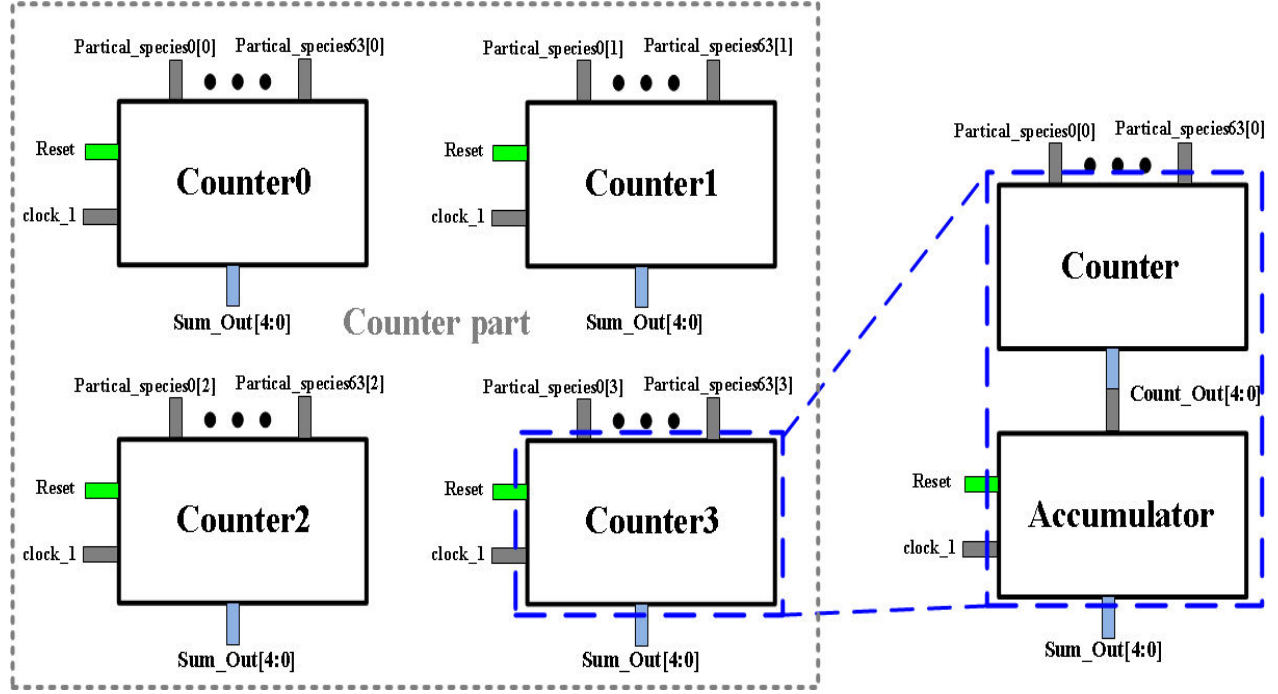 Partical_species0[0] Partical_species63[0]
Reset
Counter0
clock_1
Sum_Out[4:0]
Partical_species0[1] Partical_species63[1]
Reset
Counter1
clock_1
Sum_Out[4:0]
Counter part
Partical_species0[2] Partical_species63[2]
Reset
Counter2
clock_1
Sum_Out[4:0]
Partical_species0[3] Partical_species63[3]
Reset
Counter3
clock_1
Sum_Out[4:0]
Partical_species0[0] Partical_species63[0]
Counter
Count_Out[4:0]
Reset
Accumulator
clock_1
Sum_Out[4:0]